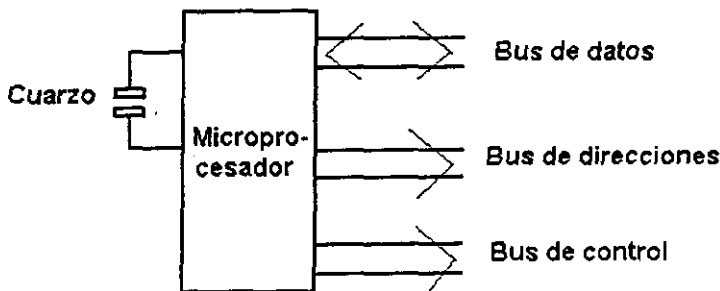 Bus de datos
Cuarzo
Micropro-
cesador
Bus de direcciones
Bus de control